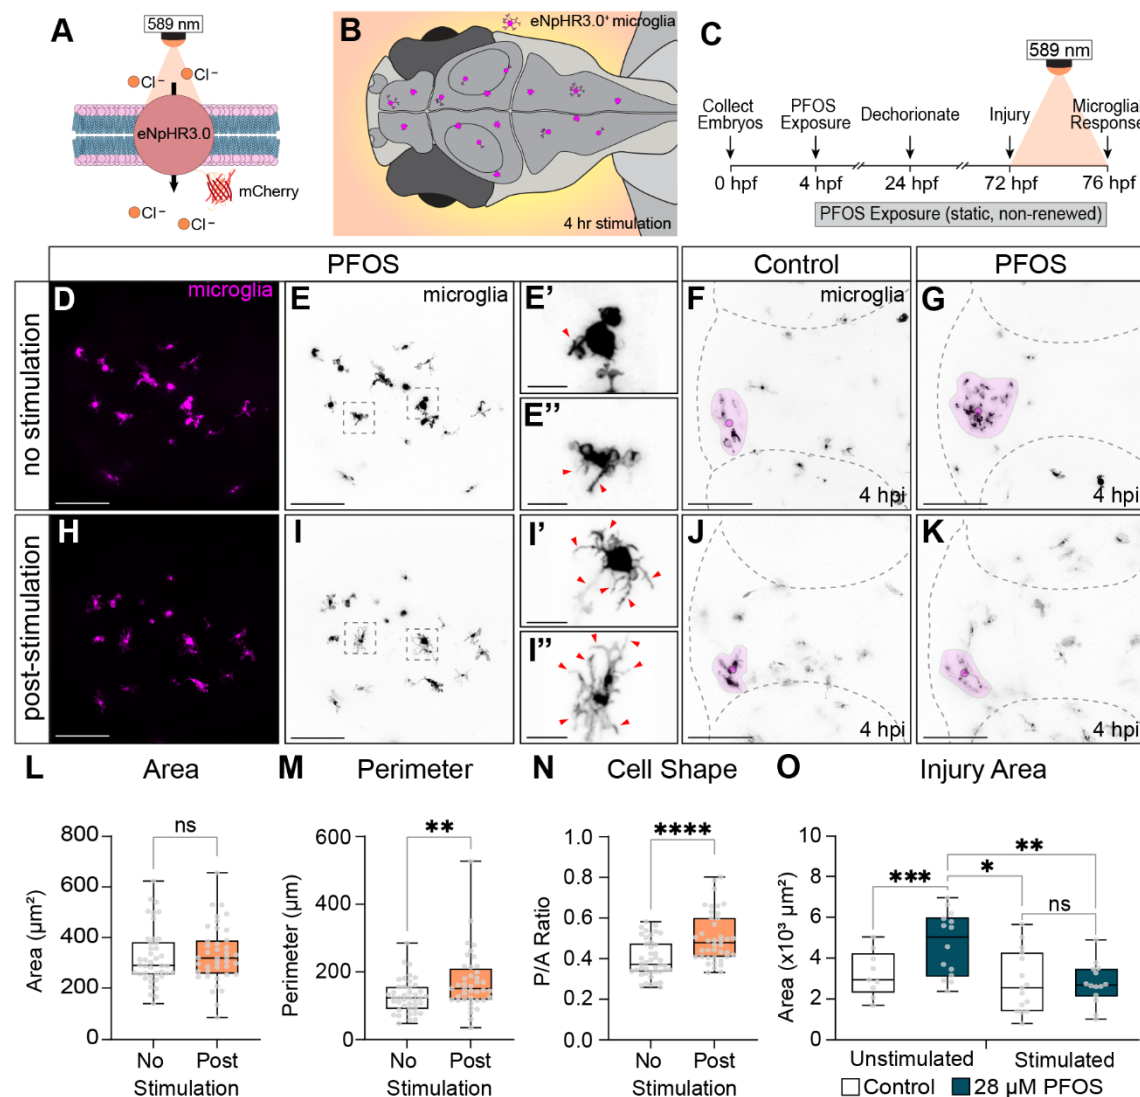 A
589 nm
Cl⁻
Cl⁻
eNpHR3.0
mCherry
Cl⁻
Cl⁻
B
eNpHR3.0⁺ microglia
4 hr stimulation
C
589 nm
Collect
Embryos
PFOS
Exposure
Dechorionate
Injury
Microglial
Response
0 hpf
4 hpf
24 hpf
72 hpf
76 hpf
PFOS Exposure (static, non-renewed)
PFOS
Control
PFOS
no stimulation
D
microglia
E
microglia
E'
E''
F
microglia
4 hpi
G
4 hpi
post-stimulation
H
I
I'
I''
J
4 hpi
K
4 hpi
L
Area
Area (µm²)
800
600
400
200
0
ns
No
Post
Stimulation
M
Perimeter
Perimeter (µm)
600
400
200
0
**
No
Post
Stimulation
N
Cell Shape
P/A Ratio
1.0
0.8
0.6
0.4
0.2
0
****
No
Post
Stimulation
O
Injury Area
Area (x10³ µm²)
10
8
6
4
2
0
***
*
**
ns
Unstimulated
Stimulated
Control
28 µM PFOS